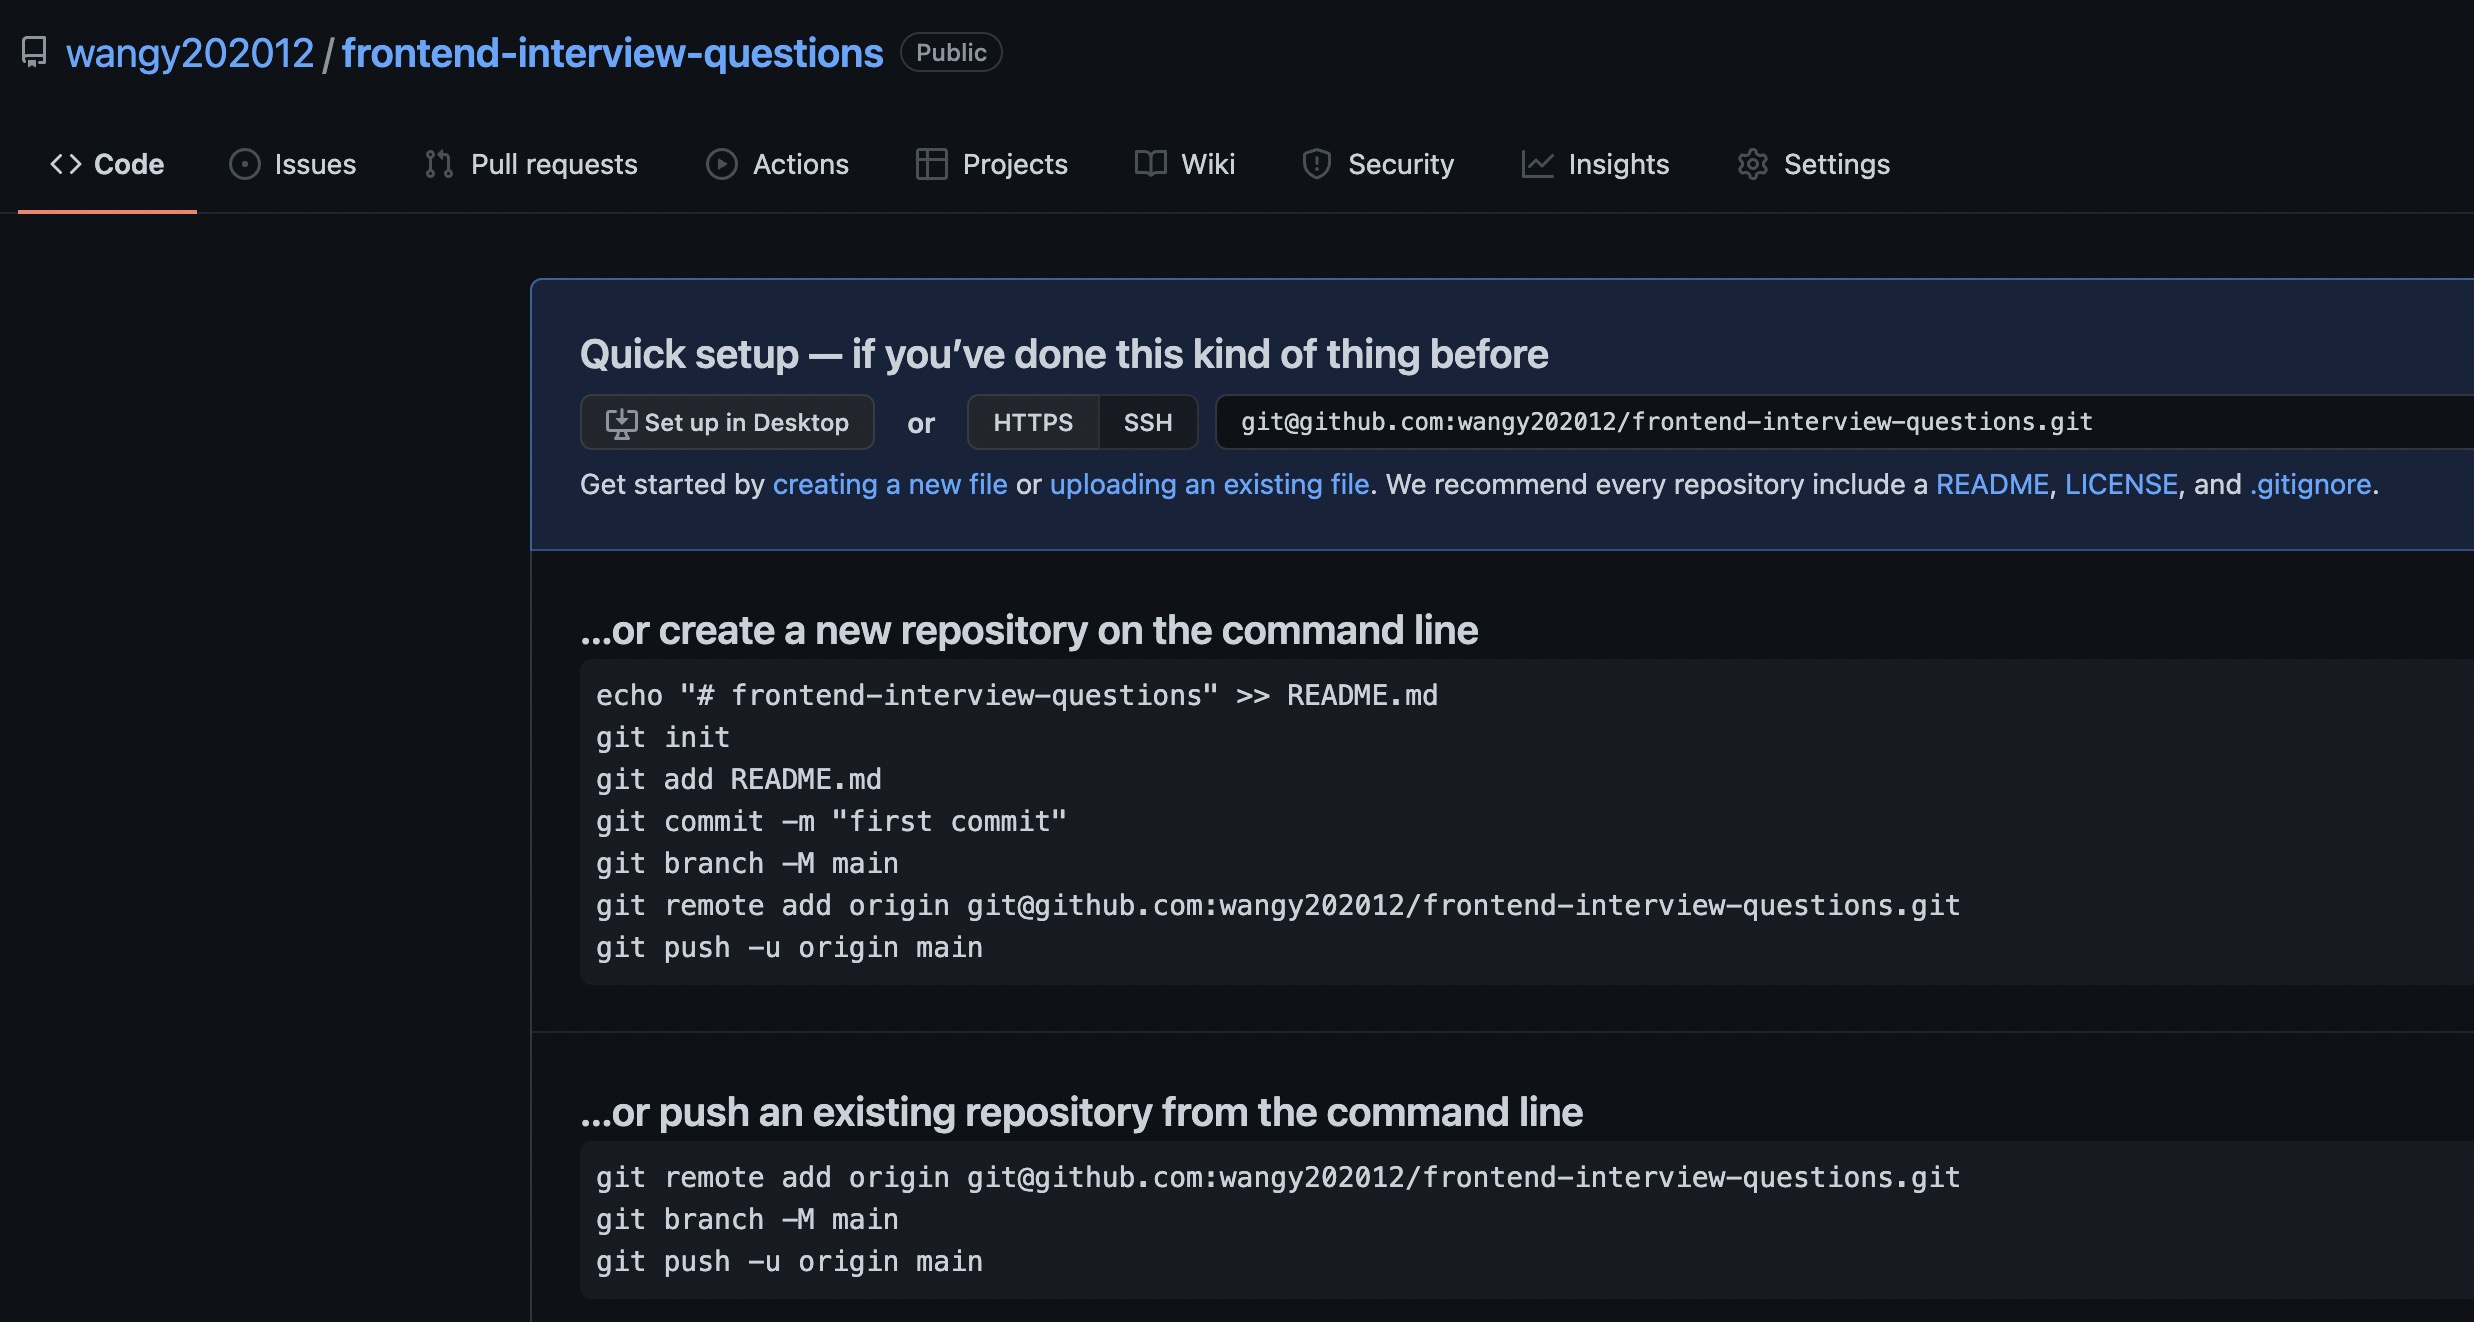 wangy202012 / frontend-interview-questions Public
Code Issues Pull requests Actions Projects Wiki Security Insights Settings
Quick setup — if you’ve done this kind of thing before
Set up in Desktop or HTTPS SSH git@github.com:wangy202012/frontend-interview-questions.git
Get started by creating a new file or uploading an existing file. We recommend every repository include a README, LICENSE, and .gitignore.
…or create a new repository on the command line
echo "# frontend-interview-questions" >> README.md
git init
git add README.md
git commit -m "first commit"
git branch -M main
git remote add origin git@github.com:wangy202012/frontend-interview-questions.git
git push -u origin main
…or push an existing repository from the command line
git remote add origin git@github.com:wangy202012/frontend-interview-questions.git
git branch -M main
git push -u origin main